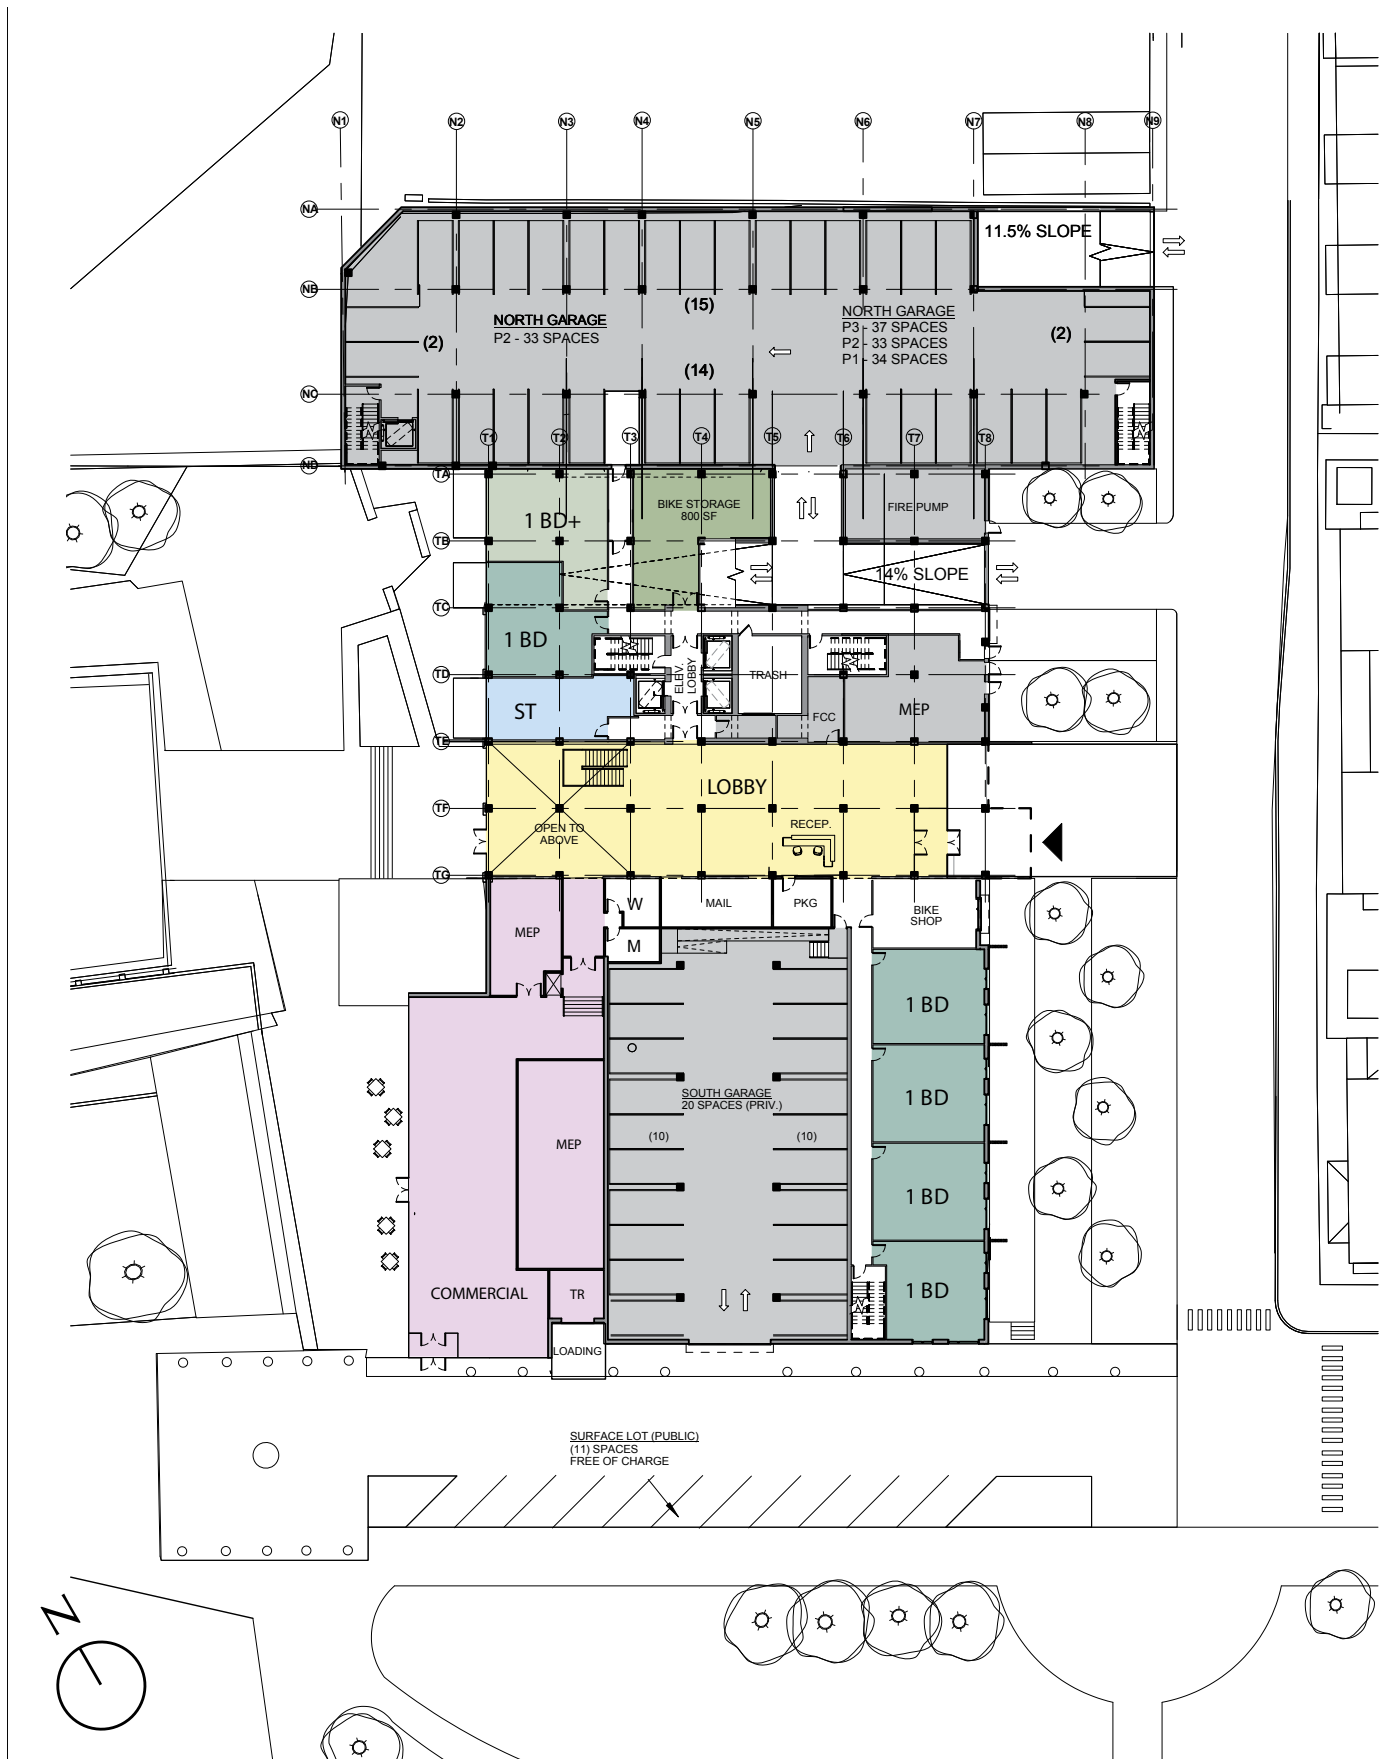 N1 N2 N3 N4 N5 N6 N7 N8 N9
NA
11.5% SLOPE
NB
(15)
NORTH GARAGE
P2 - 33 SPACES
NORTH GARAGE
P3 - 37 SPACES
P2 - 33 SPACES
P1 - 34 SPACES
(2)
(2)
(14)
NC
T1 T2 T3 T4 T5 T6 T7 T8
ND
TA
1 BD+
BIKE STORAGE
800 SF
FIRE PUMP
TB
14% SLOPE
TC
1 BD
ELEV.
LOBBY
TRASH
TD
ST
FCC
MEP
TE
LOBBY
TF
OPEN TO
ABOVE
RECEP.
TG
MEP
W
MAIL
PKG
BIKE
SHOP
M
1 BD
SOUTH GARAGE
20 SPACES (PRIV.)
1 BD
(10)
(10)
MEP
1 BD
COMMERCIAL
TR
1 BD
LOADING
SURFACE LOT (PUBLIC)
(11) SPACES
FREE OF CHARGE
N